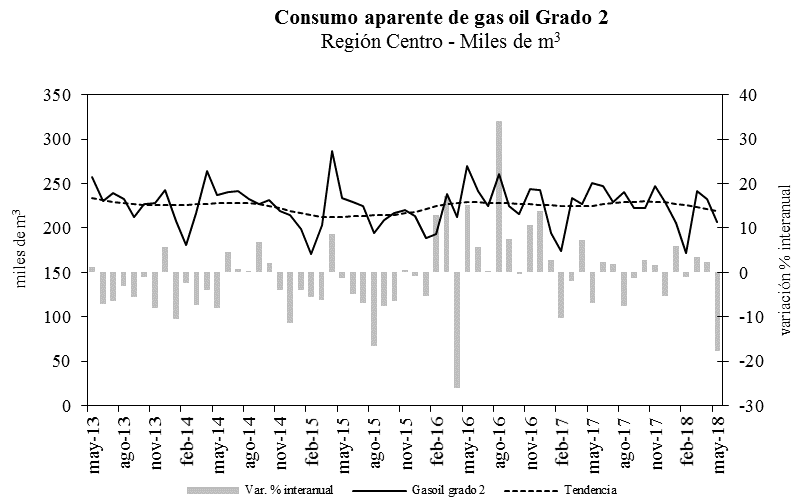 Consumo aparente de gas oil Grado 2
Región Centro - Miles de m³
350
300
250
200
150
100
50
0
miles de m³
40
30
20
10
0
-10
-20
-30
variación % interanual
may-13
ago-13
nov-13
feb-14
may-14
ago-14
nov-14
feb-15
may-15
ago-15
nov-15
feb-16
may-16
ago-16
nov-16
feb-17
may-17
ago-17
nov-17
feb-18
may-18
Var. % interanual
Gasoil grado 2
Tendencia